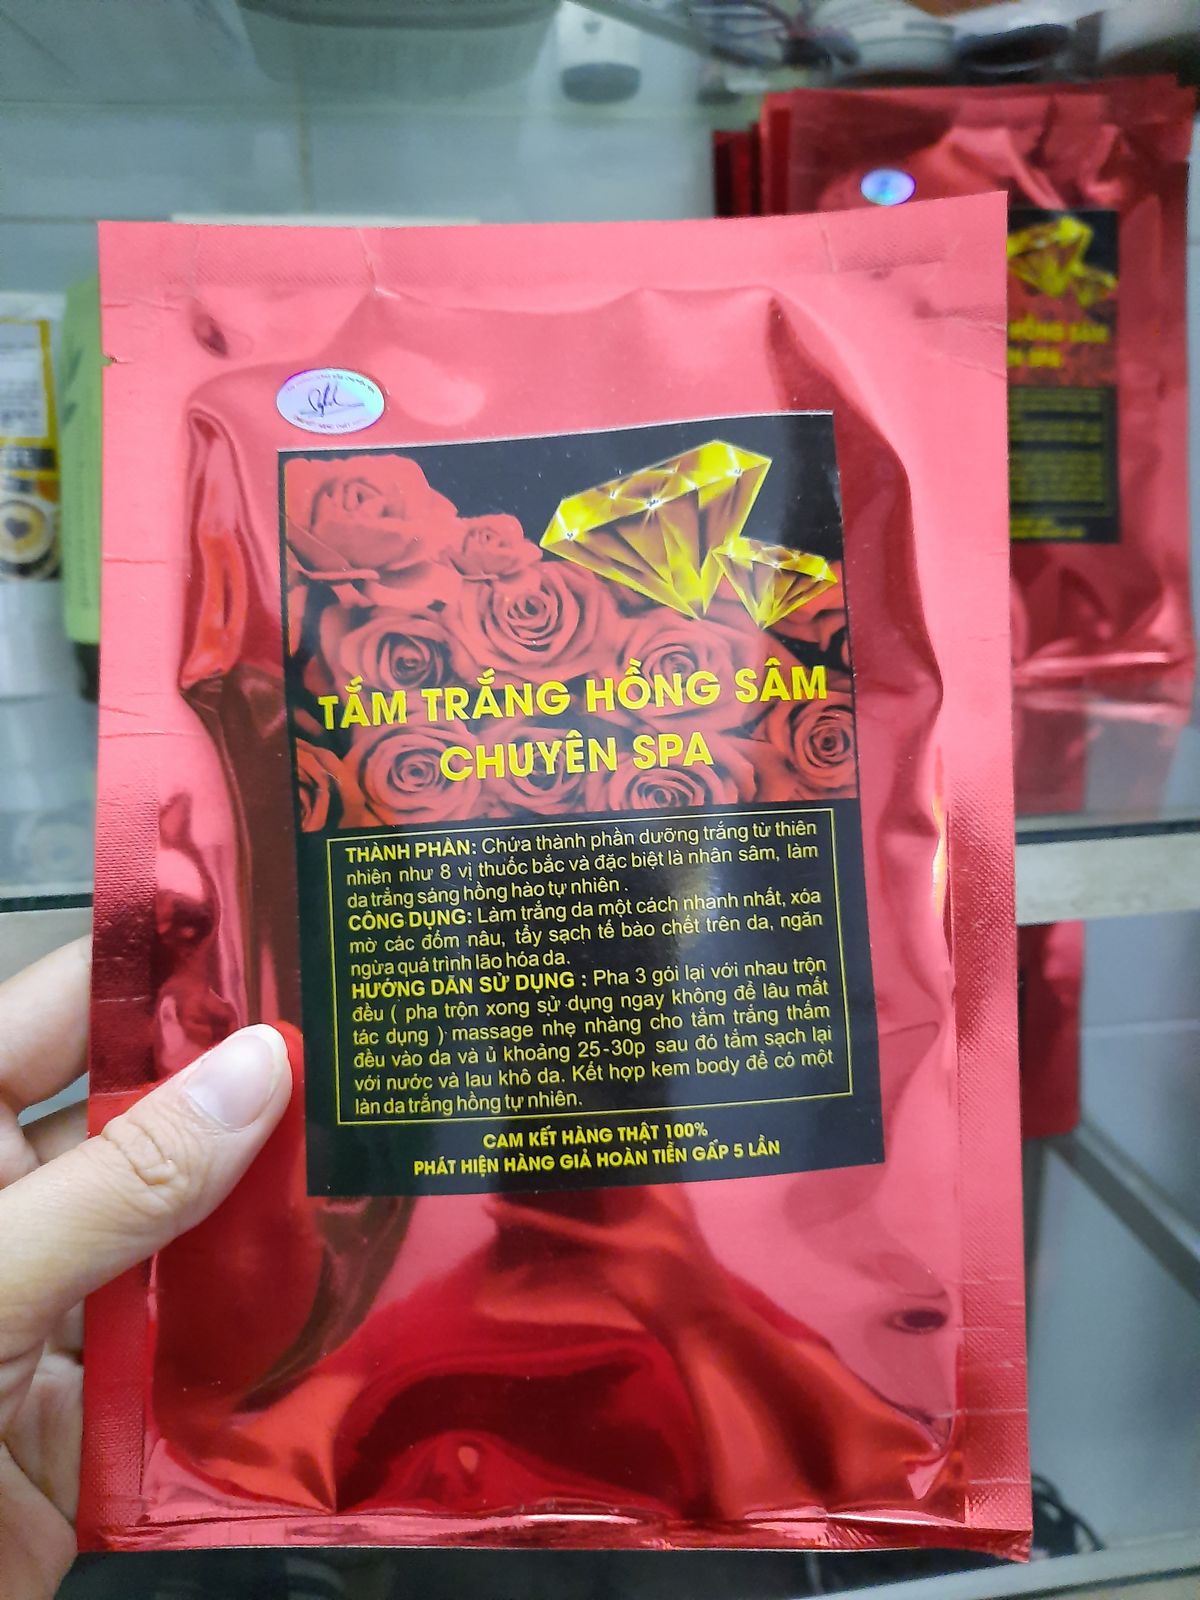 TẮM TRẮNG HỒNG SÂM
CHUYÊN SPA
THÀNH PHẦN: Chứa thành phần dưỡng trắng từ thiên
nhiên như 8 vị thuốc bắc và đặc biệt là nhân sâm, làm
da trắng sáng hồng hào tự nhiên .
CÔNG DỤNG: Làm trắng da một cách nhanh nhất, xóa
mờ các đốm nâu, tẩy sạch tế bào chết trên da, ngăn
ngừa quá trình lão hóa da.
HƯỚNG DẪN SỬ DỤNG : Pha 3 gói lại với nhau trộn
đều ( pha trộn xong sử dụng ngay không để lâu mất
tác dụng ) massage nhẹ nhàng cho tắm trắng thấm
đều vào da và ủ khoảng 25-30p sau đó tắm sạch lại
với nước và lau khô da. Kết hợp kem body để có một
làn da trắng hồng tự nhiên.
CAM KẾT HÀNG THẬT 100%
PHÁT HIỆN HÀNG GIẢ HOÀN TIỀN GẤP 5 LẦN
HỒNG SÂM
SPA